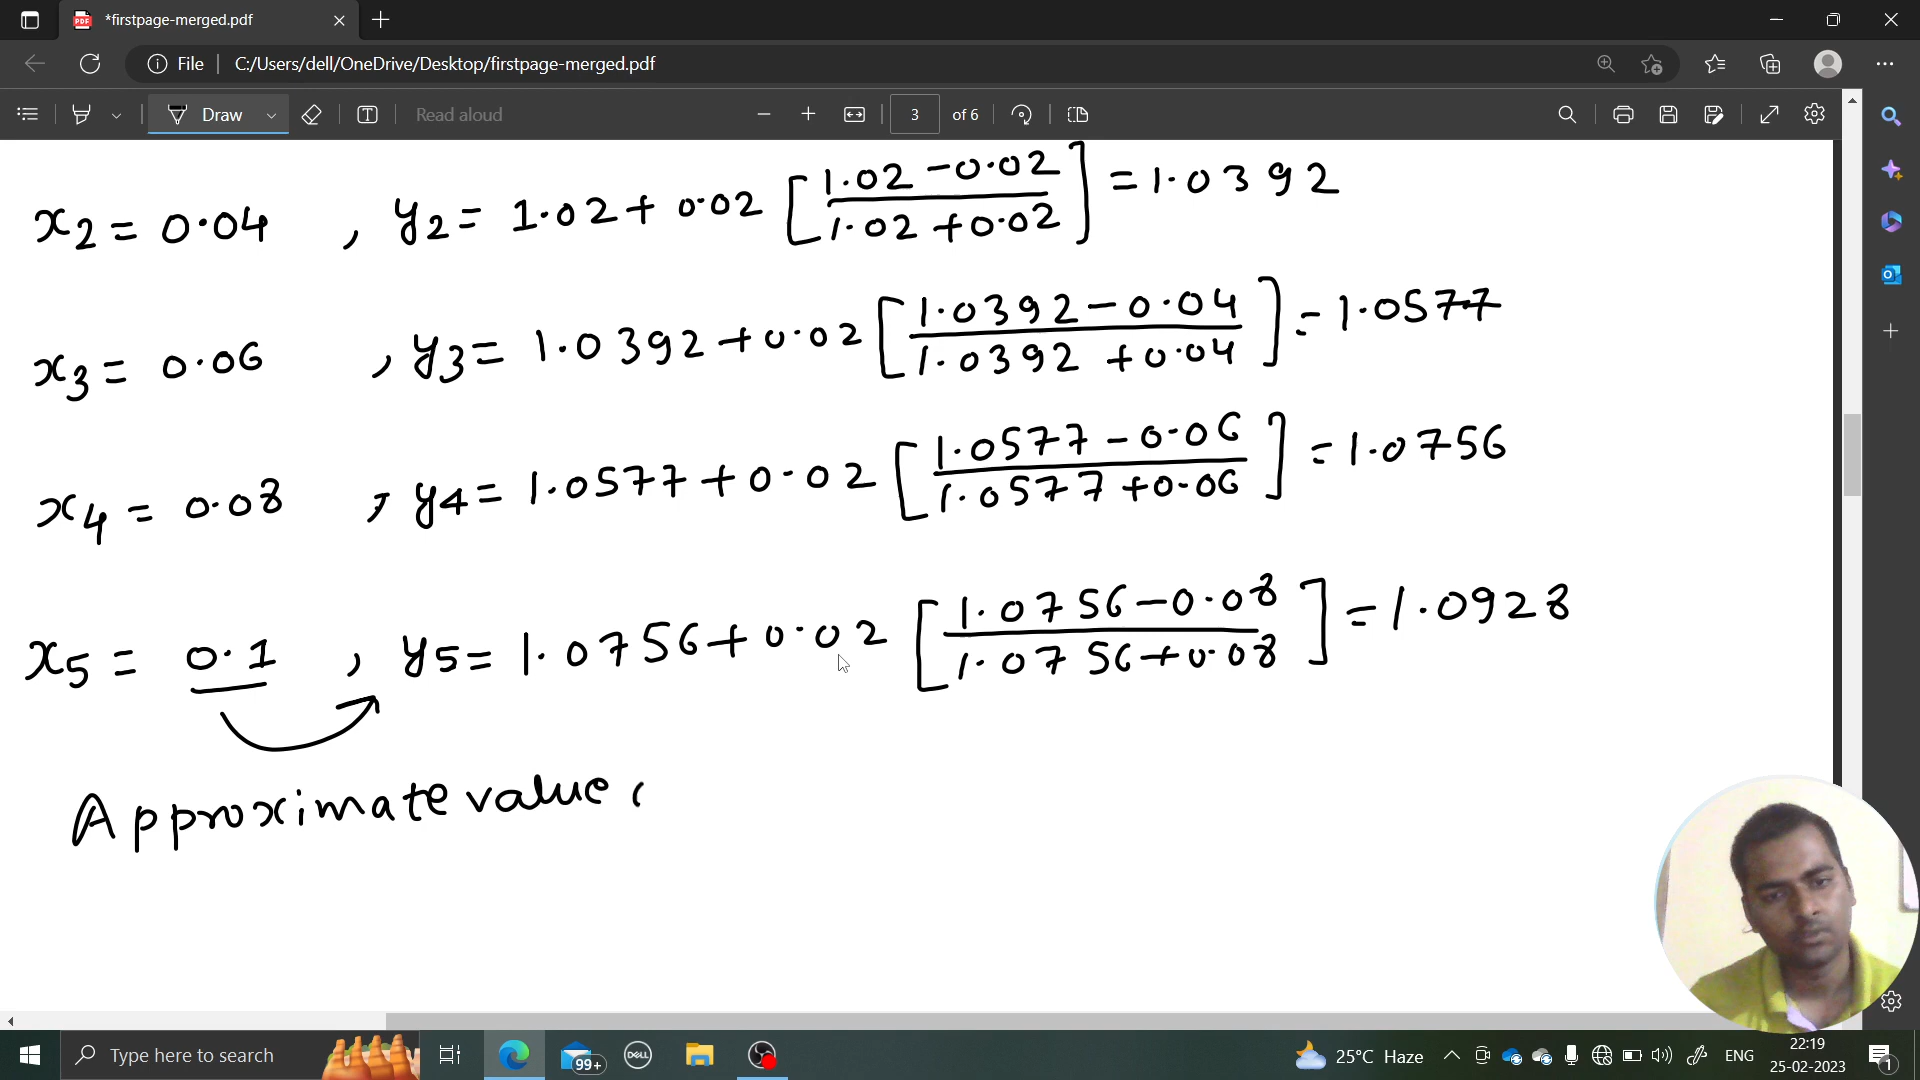 *firstpage-merged.pdf
File C:/Users/dell/OneDrive/Desktop/firstpage-merged.pdf
Draw Read aloud 3 of 6
x2 = 0.04 , y2 = 1.02 + 0.02 [1.02 - 0.02 / 1.02 + 0.02] = 1.0392
x3 = 0.06 , y3 = 1.0392 + 0.02 [1.0392 - 0.04 / 1.0392 + 0.04] = 1.0577
x4 = 0.08 , y4 = 1.0577 + 0.02 [1.0577 - 0.06 / 1.0577 + 0.06] = 1.0756
x5 = 0.1 , y5 = 1.0756 + 0.02 [1.0756 - 0.08 / 1.0756 + 0.08] = 1.0928
Approximate value
Type here to search 99+ DELL 25°C Haze ENG 22:19
25-02-2023 1